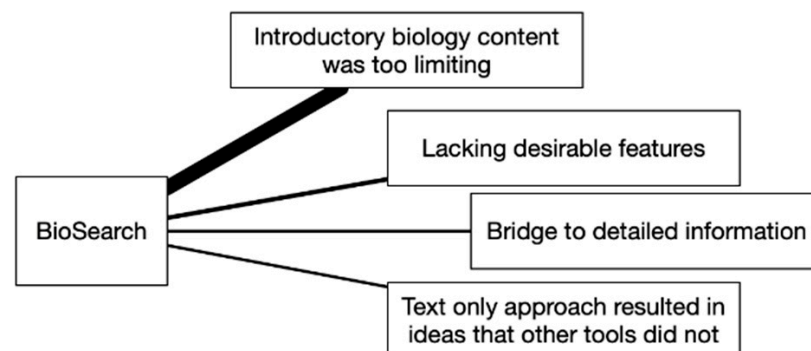 Introductory biology content
was too limiting
Lacking desirable features
BioSearch
Bridge to detailed information
Text only approach resulted in
ideas that other tools did not